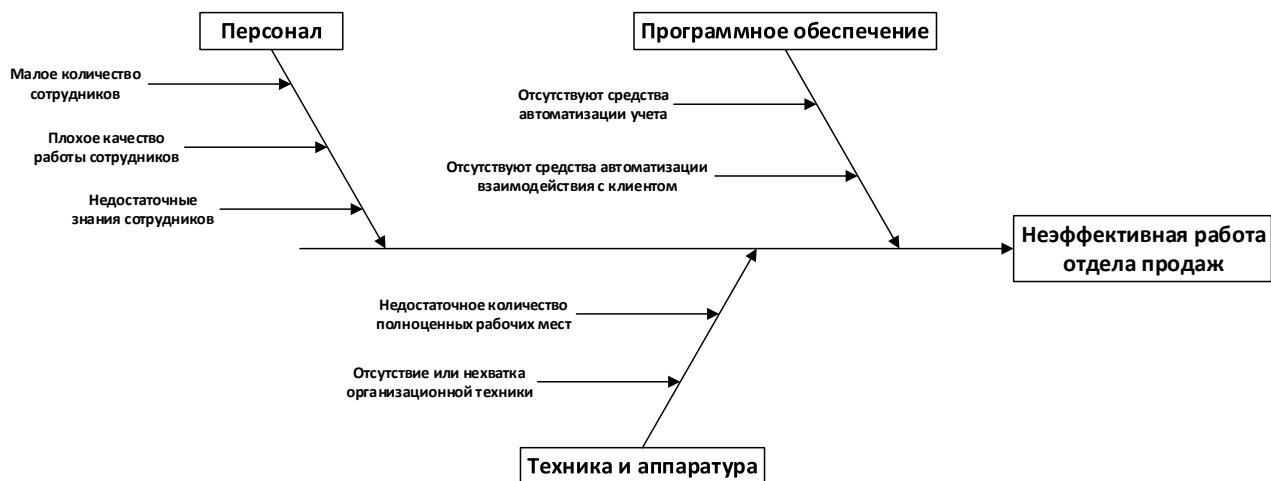 Персонал
Программное обеспечение
Малое количество
сотрудников
Отсутствуют средства
автоматизации учета
Плохое качество
работы сотрудников
Отсутствуют средства автоматизации
взаимодействия с клиентом
Недостаточные
знания сотрудников
Неэффективная работа
отдела продаж
Недостаточное количество
полноценных рабочих мест
Отсутствие или нехватка
организационной техники
Техника и аппаратура